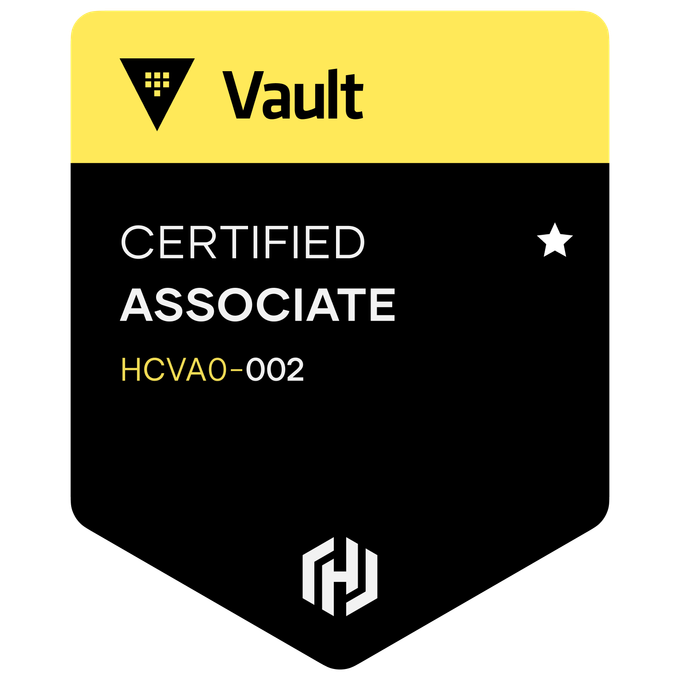 Vault
CERTIFIED
ASSOCIATE
HCVA0-002